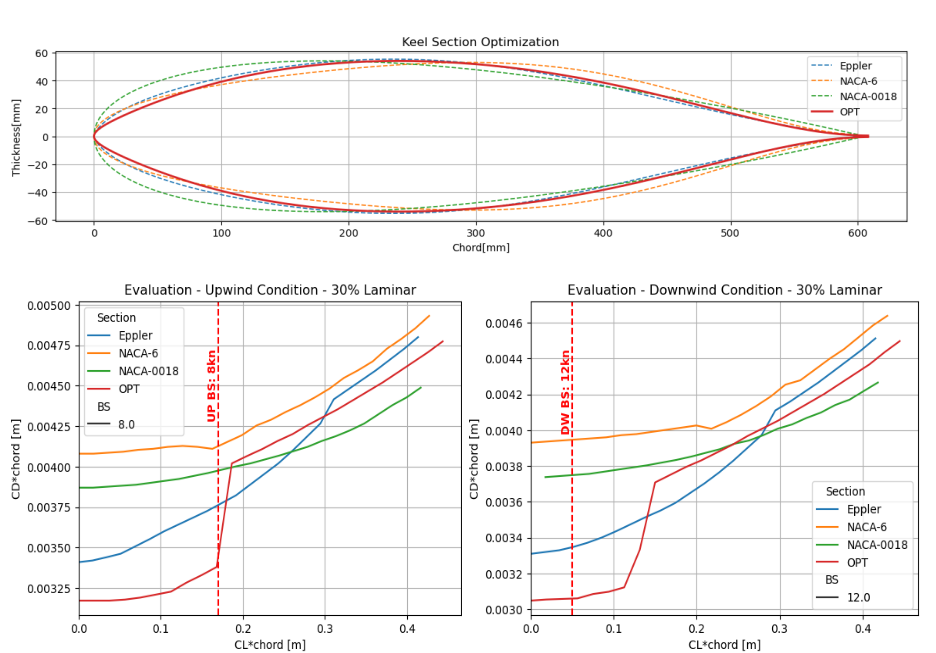 Keel Section Optimization
Thickness[mm]
60
40
20
0
−20
−40
−60
Eppler
NACA-6
NACA-0018
OPT
0 100 200 300 400 500 600
Chord[mm]
Evaluation - Upwind Condition - 30% Laminar
CD*chord [m]
0.00500
0.00475
0.00450
0.00425
0.00400
0.00375
0.00350
0.00325
Section
Eppler
NACA-6
NACA-0018
OPT
BS
8.0
UP BS: 8kn
0.0 0.1 0.2 0.3 0.4
CL*chord [m]
Evaluation - Downwind Condition - 30% Laminar
CD*chord [m]
0.0046
0.0044
0.0042
0.0040
0.0038
0.0036
0.0034
0.0032
0.0030
DW BS: 12kn
Section
Eppler
NACA-6
NACA-0018
OPT
BS
12.0
0.0 0.1 0.2 0.3 0.4
CL*chord [m]